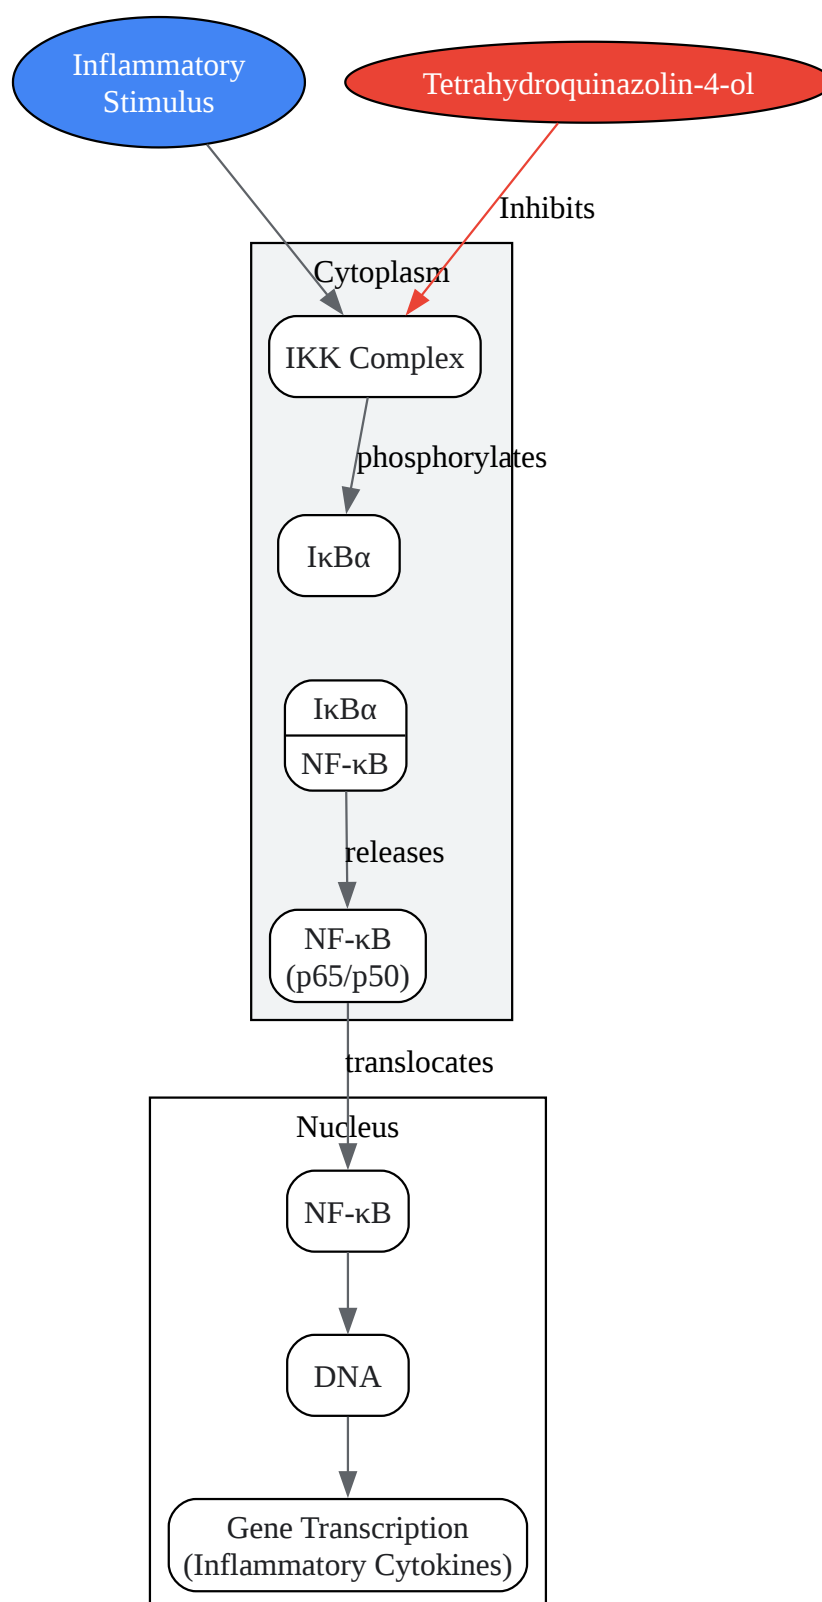 Inflammatory
Stimulus
Tetrahydroquinazolin-4-ol
Inhibits
Cytoplasm
IKK Complex
phosphorylates
IκBα
IκBα
NF-κB
releases
NF-κB
(p65/p50)
translocates
Nucleus
NF-κB
DNA
Gene Transcription
(Inflammatory Cytokines)